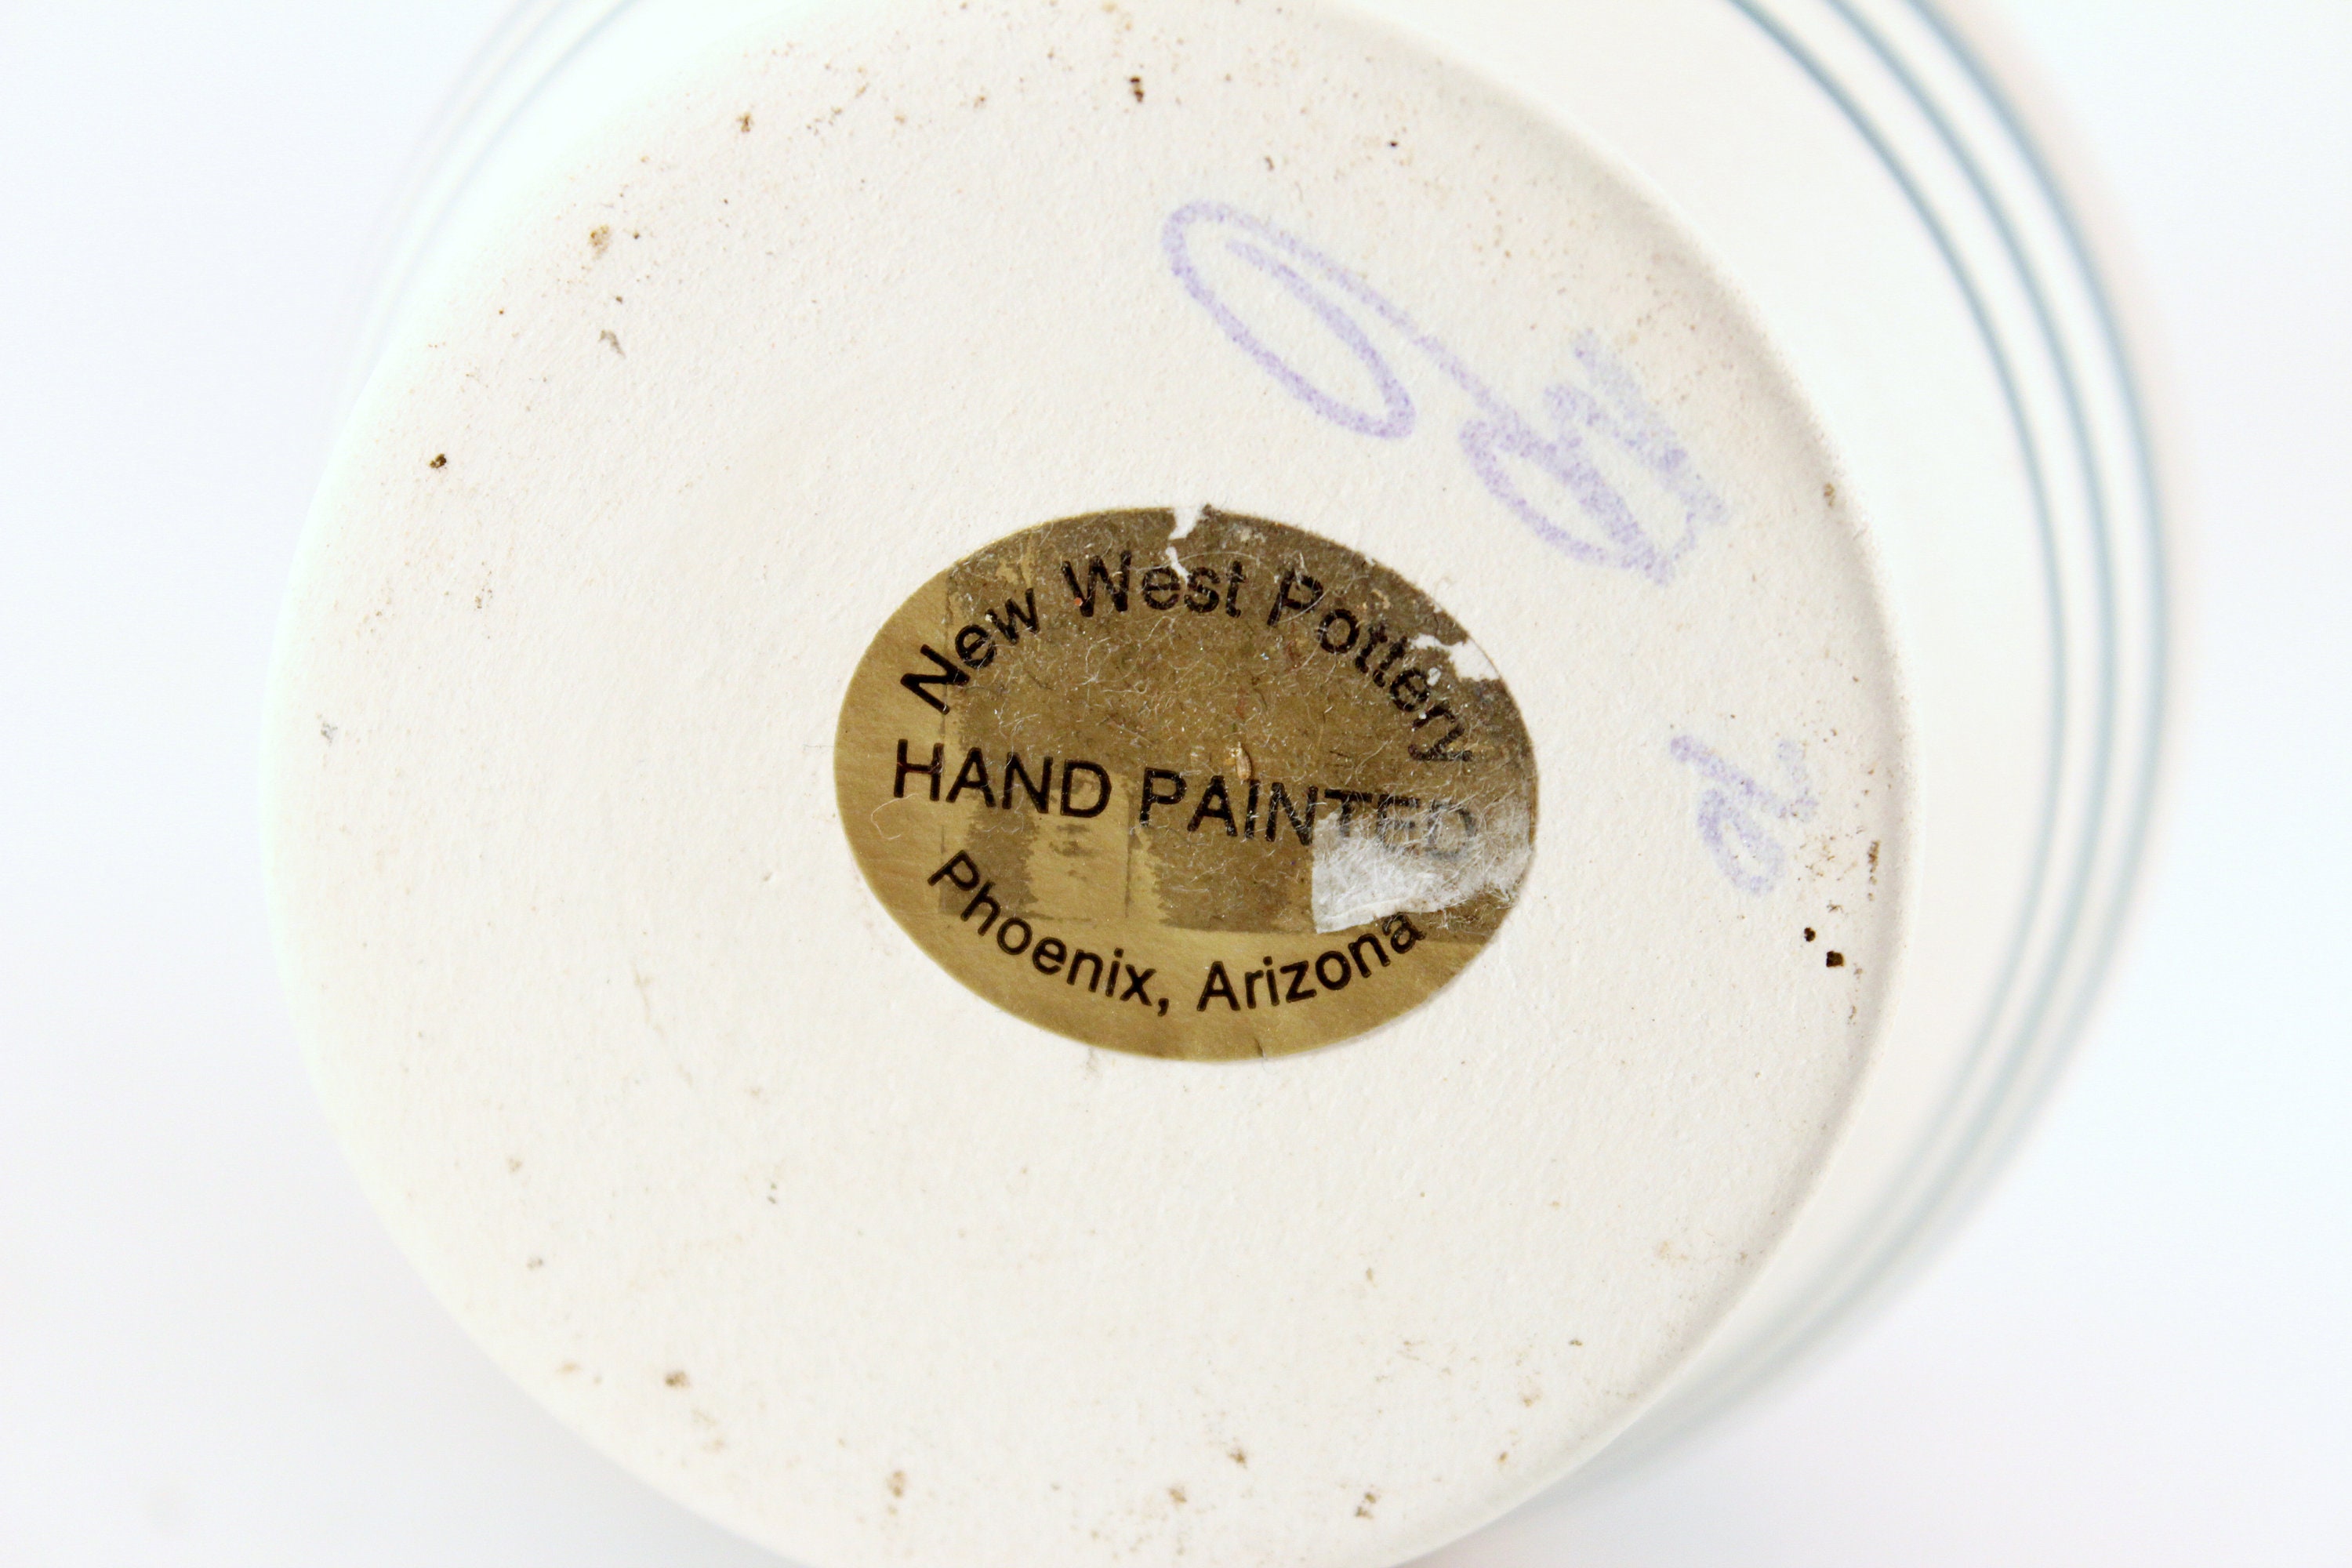 New West Pottery
HAND PAINTED
Phoenix, Arizona